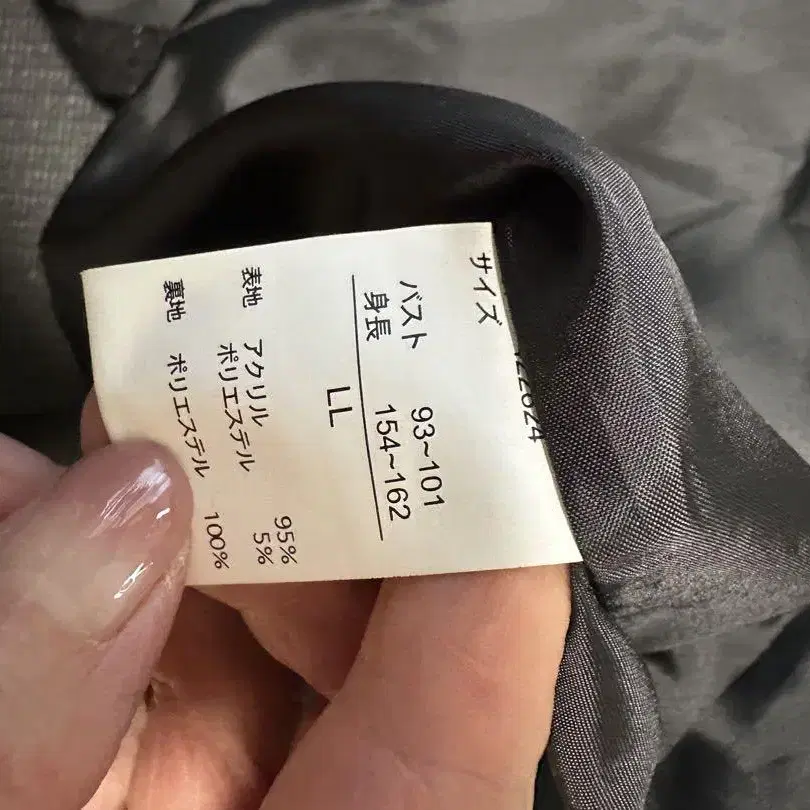 サイズ
バスト 93~101
身長 154~162
LL
表地 アクリル 95%
ポリエステル 5%
裏地 ポリエステル 100%